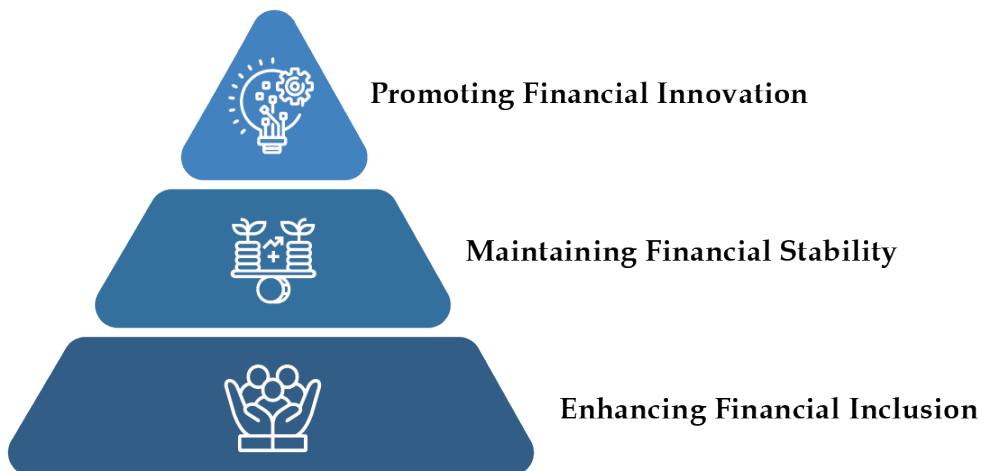 Promoting Financial Innovation
Maintaining Financial Stability
Enhancing Financial Inclusion